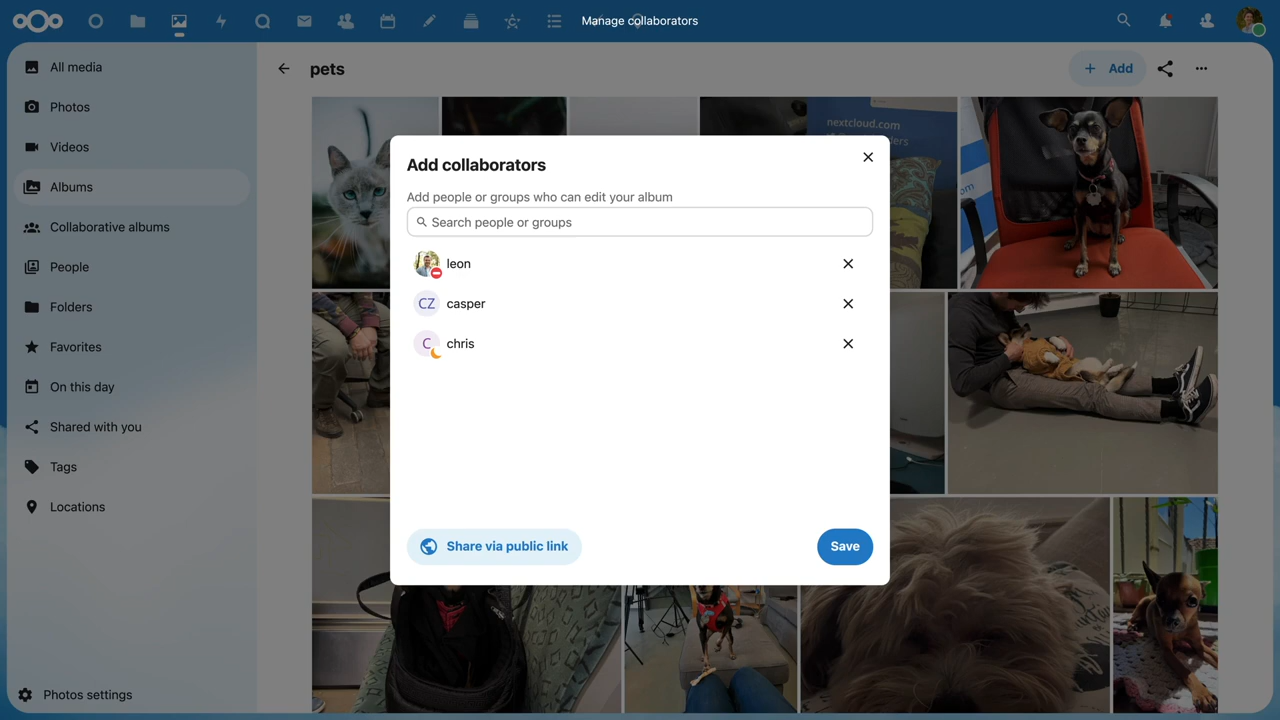 Manage collaborators
All media
Photos
Videos
Albums
Collaborative albums
People
Folders
Favorites
On this day
Shared with you
Tags
Locations
Photos settings
pets
+ Add
nextcloud.com
Add collaborators
Add people or groups who can edit your album
Search people or groups
leon
CZ casper
C chris
Share via public link
Save